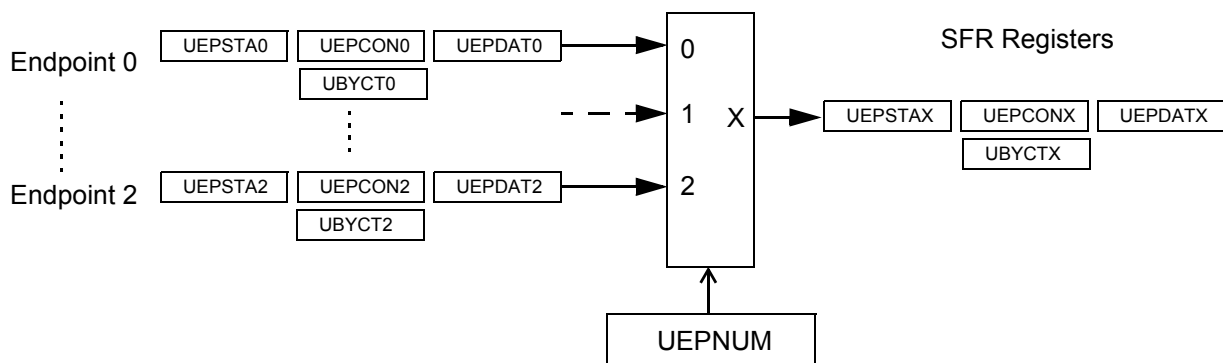 Endpoint 0
UEPSTA0 UEPCON0 UEPDAT0
UBYCT0
0
SFR Registers
1 X
UEPSTAX UEPCONX UEPDATX
UBYCTX
Endpoint 2
UEPSTA2 UEPCON2 UEPDAT2
UBYCT2
2
UEPNUM